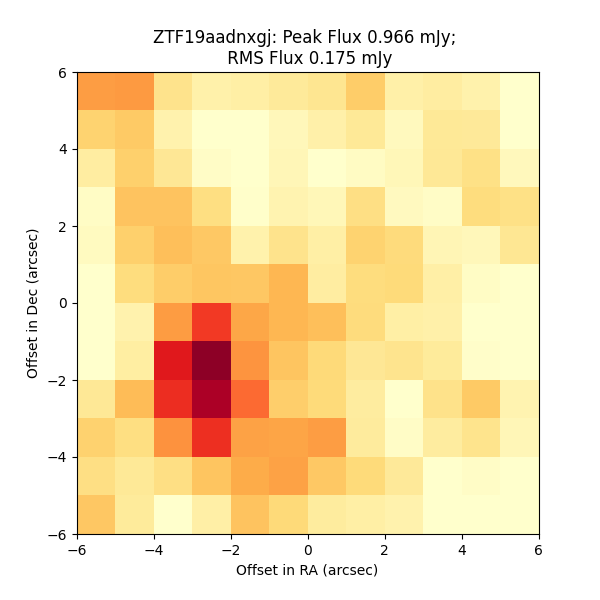 ZTF19aadnxgj: Peak Flux 0.966 mJy;
RMS Flux 0.175 mJy
6
4
2
0
−2
−4
−6
Offset in Dec (arcsec)
−6 −4 −2 0 2 4 6
Offset in RA (arcsec)